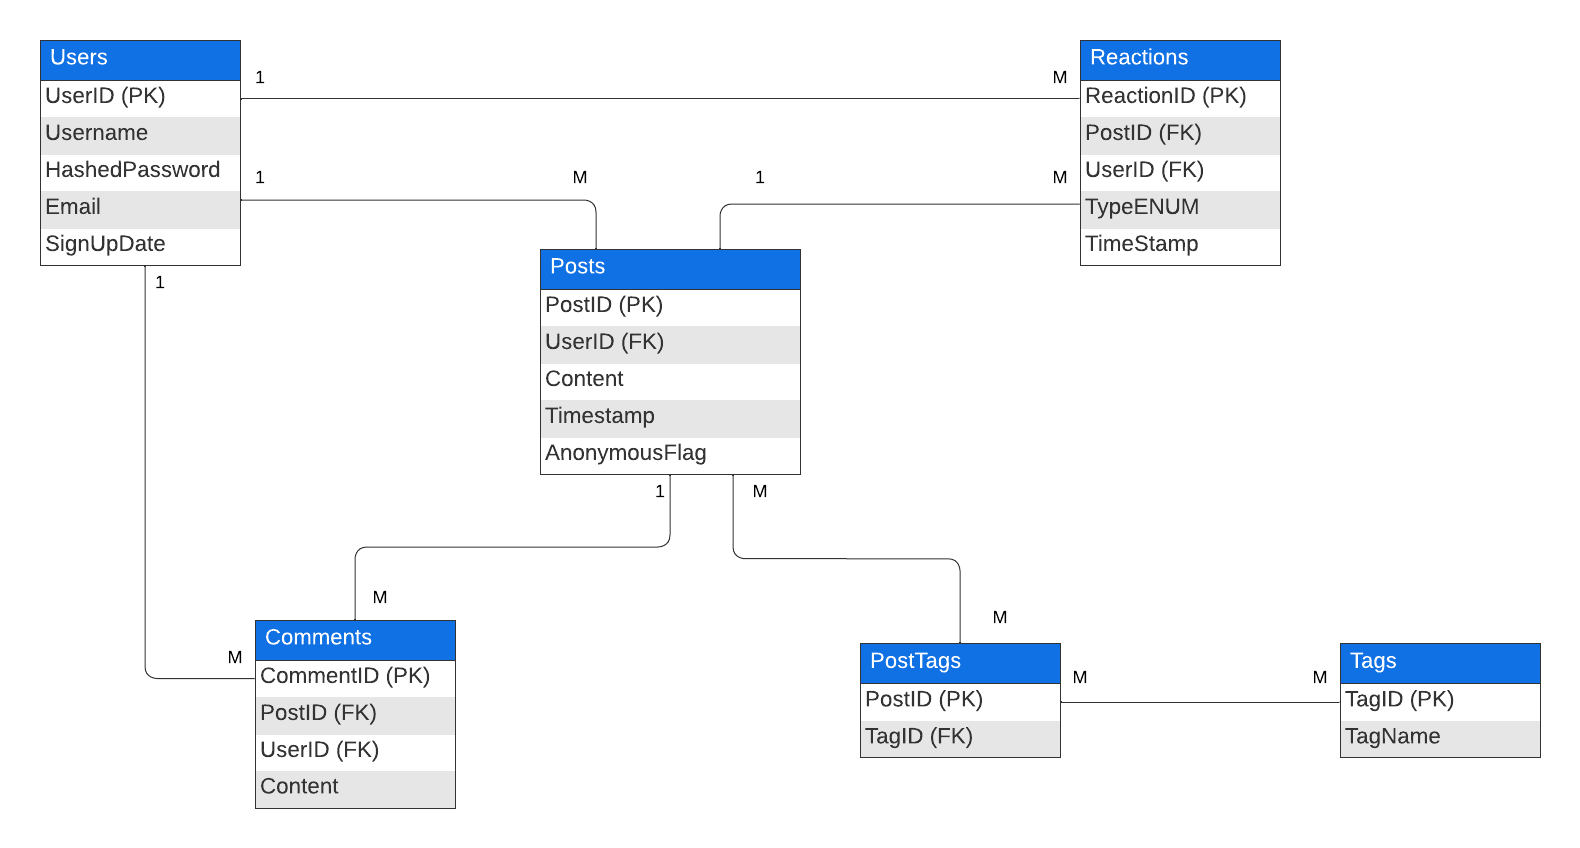 Users
UserID (PK)
Username
HashedPassword
Email
SignUpDate
1
M
1
M
1
M
1
Reactions
ReactionID (PK)
PostID (FK)
UserID (FK)
TypeENUM
TimeStamp
Posts
PostID (PK)
UserID (FK)
Content
Timestamp
AnonymousFlag
1
M
M
M
M
Comments
CommentID (PK)
PostID (FK)
UserID (FK)
Content
PostTags
PostID (PK)
TagID (FK)
M
M
Tags
TagID (PK)
TagName